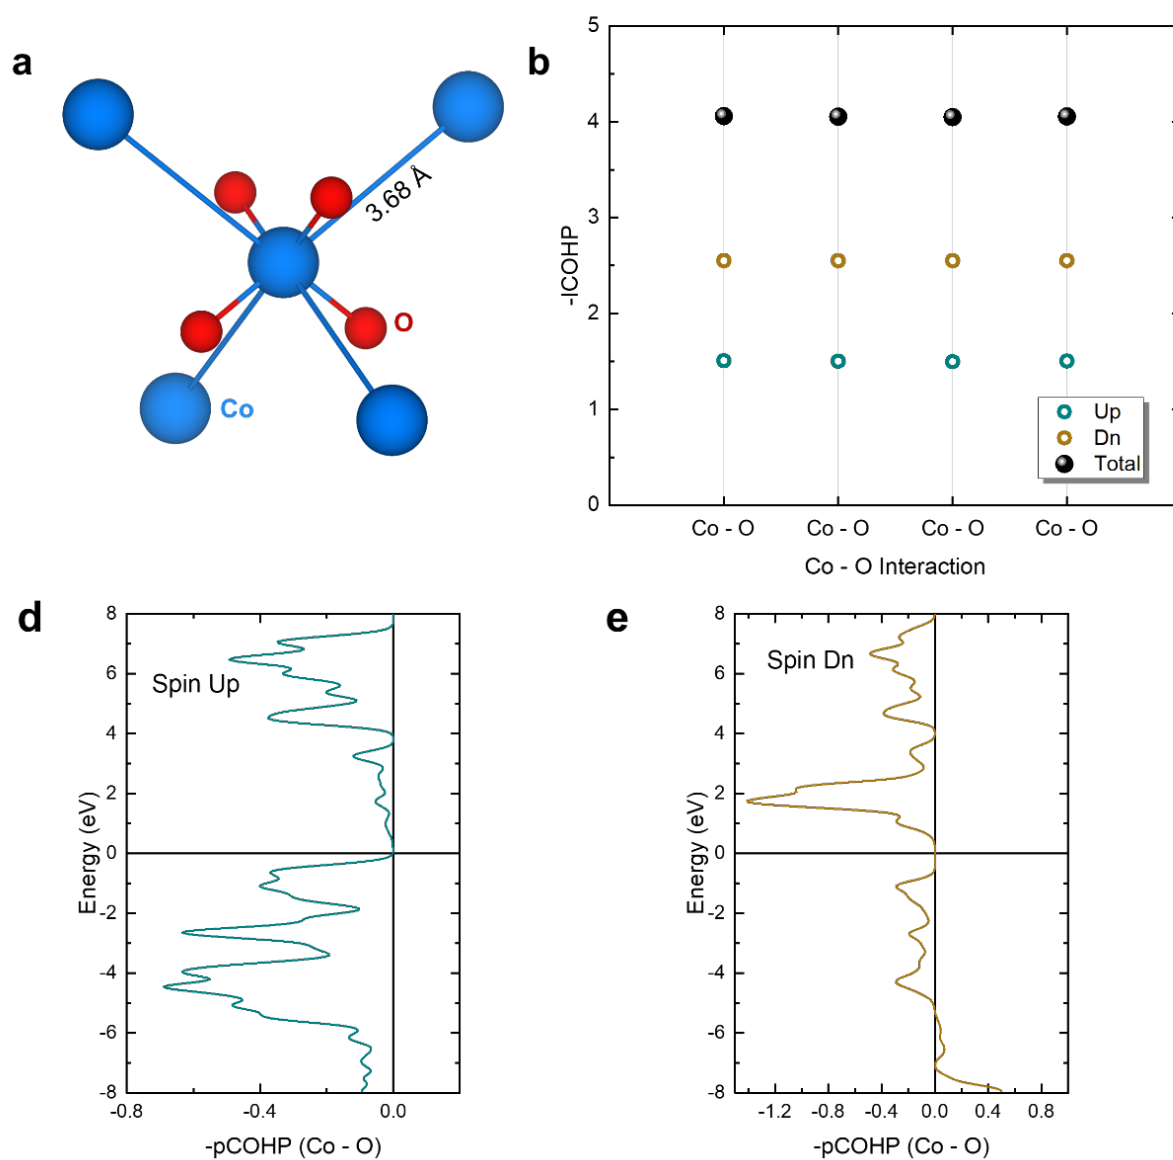 a
3.68 Å
O
Co
b
5
4
3
2
1
0
-ICOHP
Up
Dn
Total
Co - O Co - O Co - O Co - O
Co - O Interaction
d
8
6
4
2
0
-2
-4
-6
-8
Energy (eV)
Spin Up
-0.8 -0.4 0.0
-pCOHP (Co - O)
e
8
6
4
2
0
-2
-4
-6
-8
Energy (eV)
Spin Dn
-1.2 -0.8 -0.4 0.0 0.4 0.8
-pCOHP (Co - O)